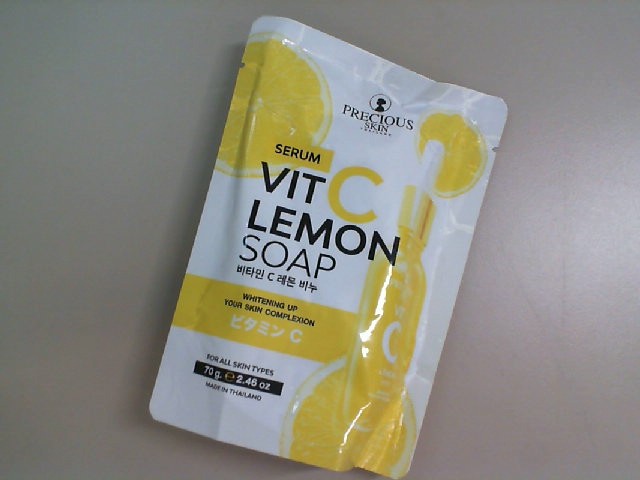 PRECIOUS
SKIN
THAILAND
SERUM
VIT C
LEMON
SOAP
비타민 C 레몬 비누
WHITENING UP
YOUR SKIN COMPLEXION
ビタミン C
FOR ALL SKIN TYPES
70 g. ℮ 2.46 oz
MADE IN THAILAND